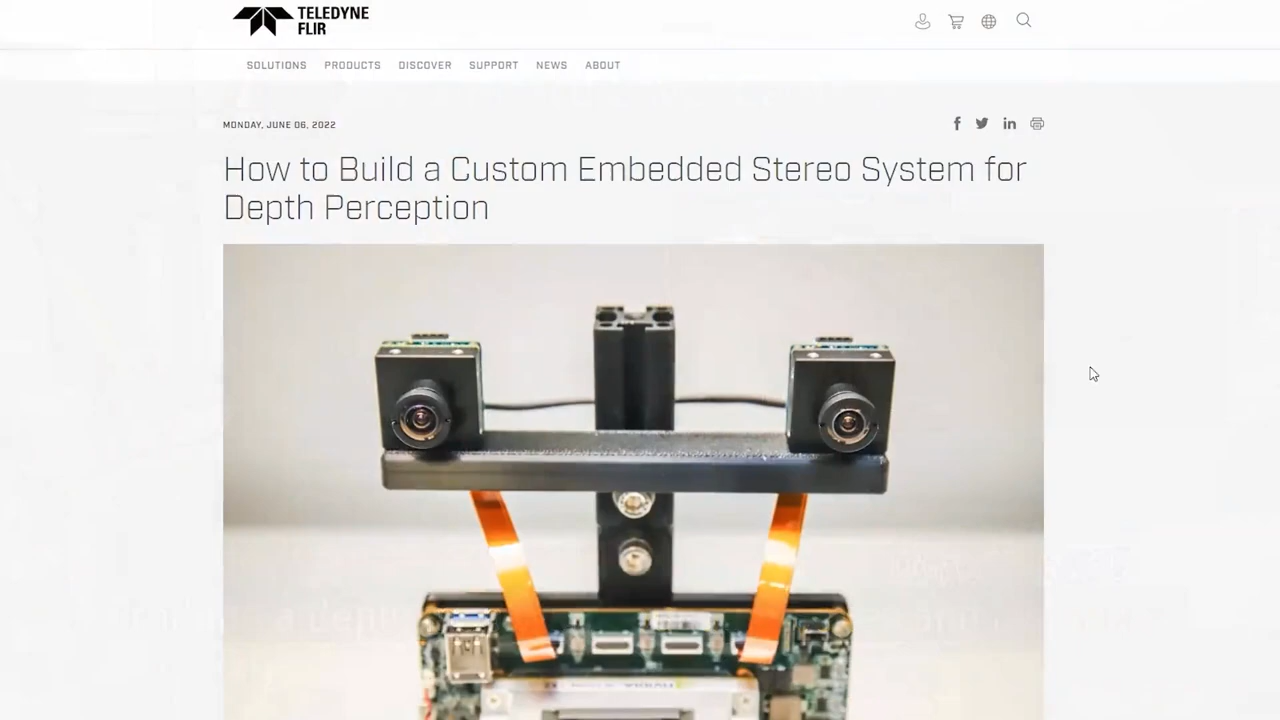 TELEDYNE
FLIR
SOLUTIONS PRODUCTS DISCOVER SUPPORT NEWS ABOUT
MONDAY, JUNE 06, 2022
How to Build a Custom Embedded Stereo System for
Depth Perception